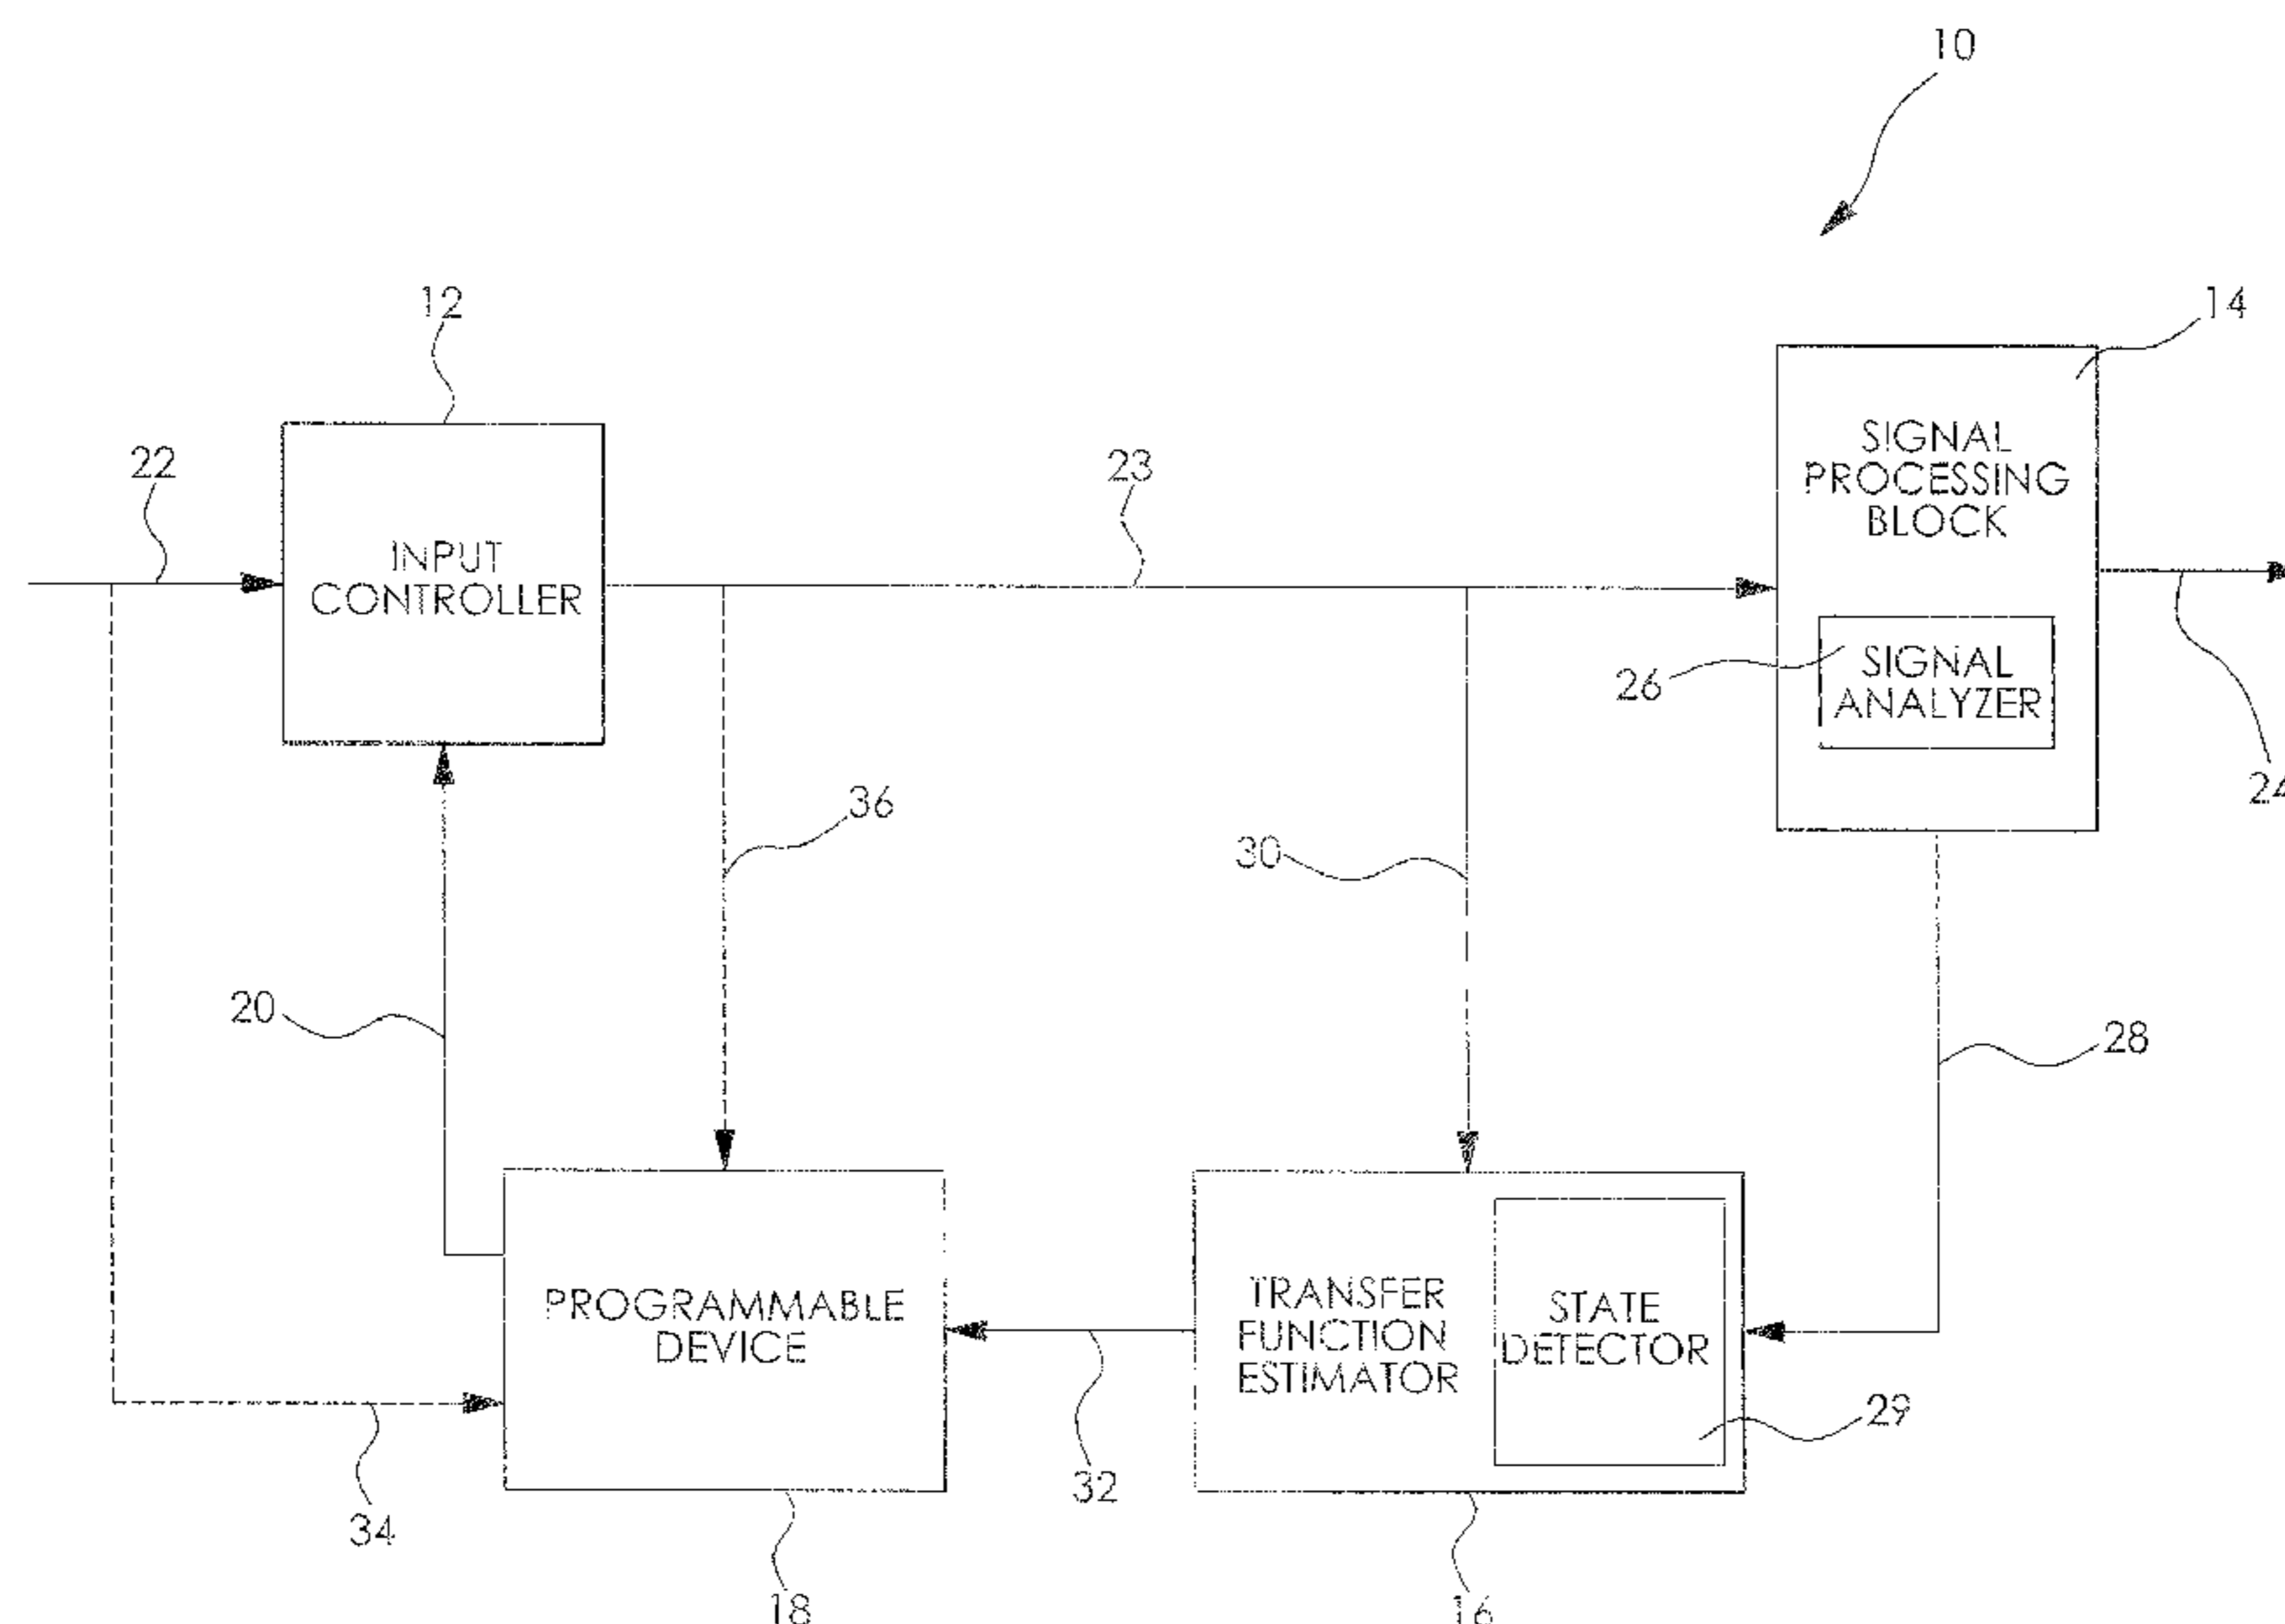 10
12
14
22
23
SIGNAL
PROCESSING
BLOCK
INPUT
CONTROLLER
26
SIGNAL
ANALYZER
24
36
30
20
28
PROGRAMMABLE
DEVICE
TRANSFER
FUNCTION
ESTIMATOR
STATE
DETECTOR
29
32
34
18
16